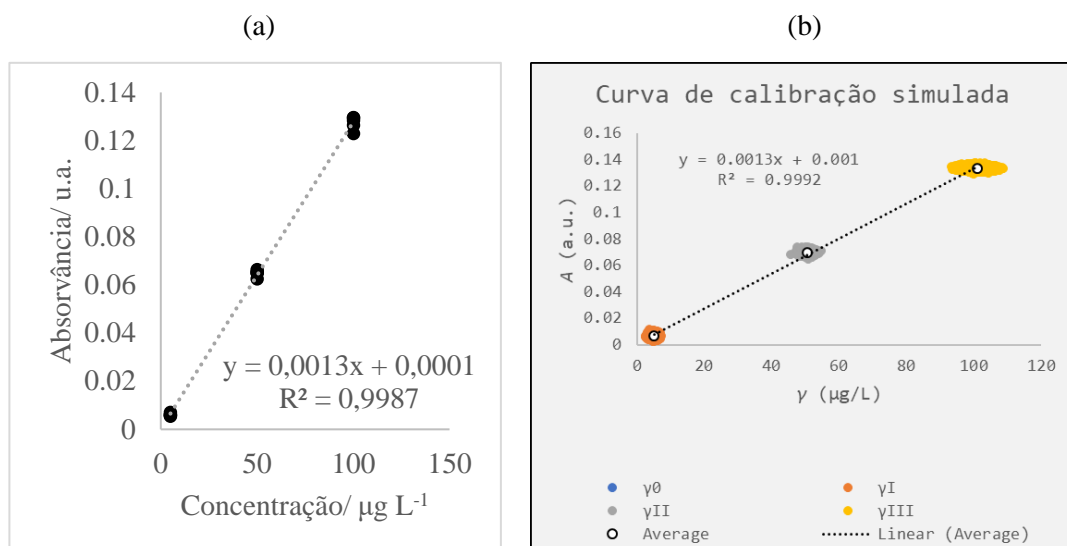 (a)
0.14
0.12
0.1
0.08
0.06
0.04
0.02
0
Absorvância/ u.a.
y = 0,0013x + 0,0001
R² = 0,9987
0 50 100 150
Concentração/ µg L⁻¹
(b)
Curva de calibração simulada
0.16
0.14
0.12
0.1
0.08
0.06
0.04
0.02
0
A (a.u.)
y = 0.0013x + 0.001
R² = 0.9992
0 20 40 60 80 100 120
γ (µg/L)
γ0 γI
γII γIII
Average Linear (Average)